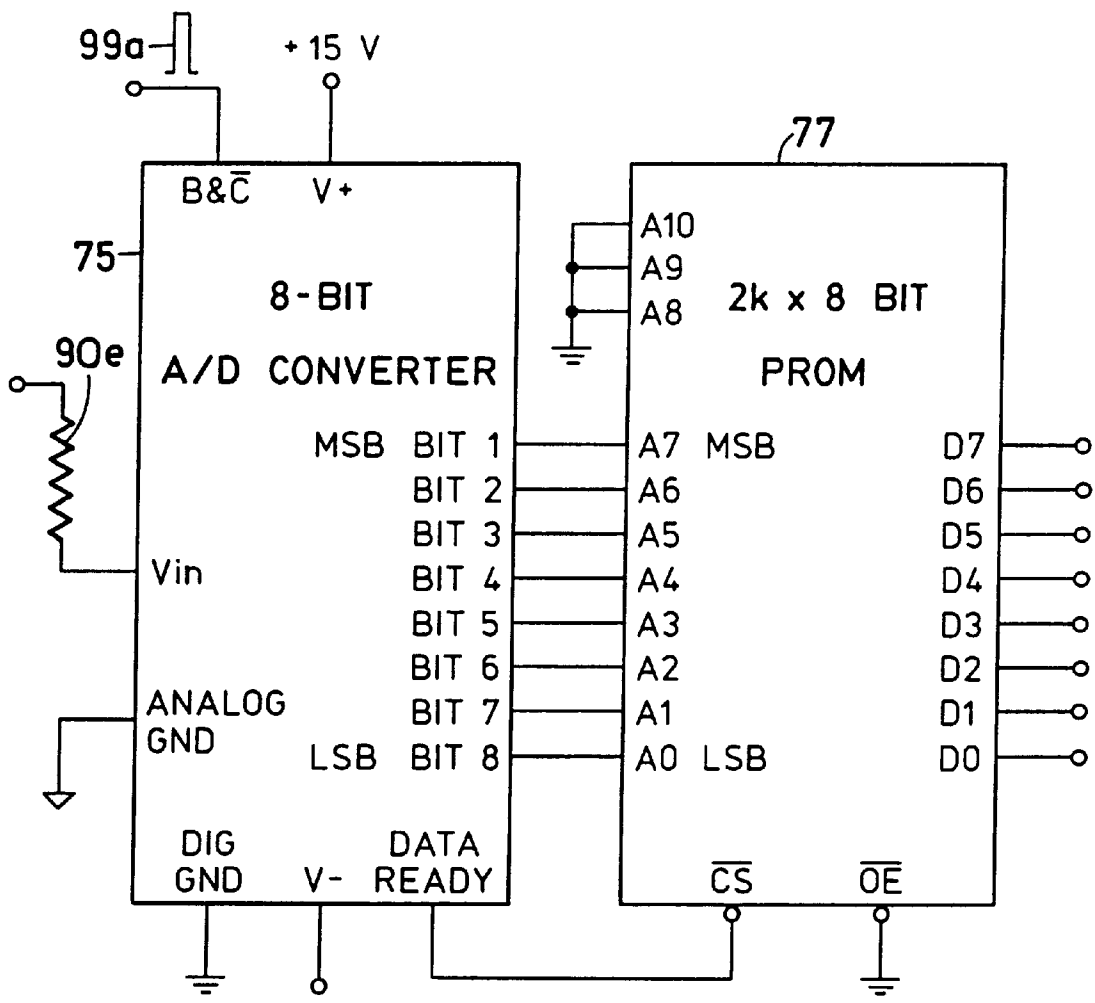 99a
+15 V
77
B&C̅ V+
A10
75
A9
8-BIT
2k x 8 BIT
A8
90e
A/D CONVERTER
PROM
MSB BIT 1
A7 MSB
D7
BIT 2
A6
D6
BIT 3
A5
D5
Vin
BIT 4
A4
D4
BIT 5
A3
D3
BIT 6
A2
D2
ANALOG
GND
BIT 7
A1
D1
LSB BIT 8
A0 LSB
D0
DIG
GND
V-
DATA
READY
C̅S̅
O̅E̅